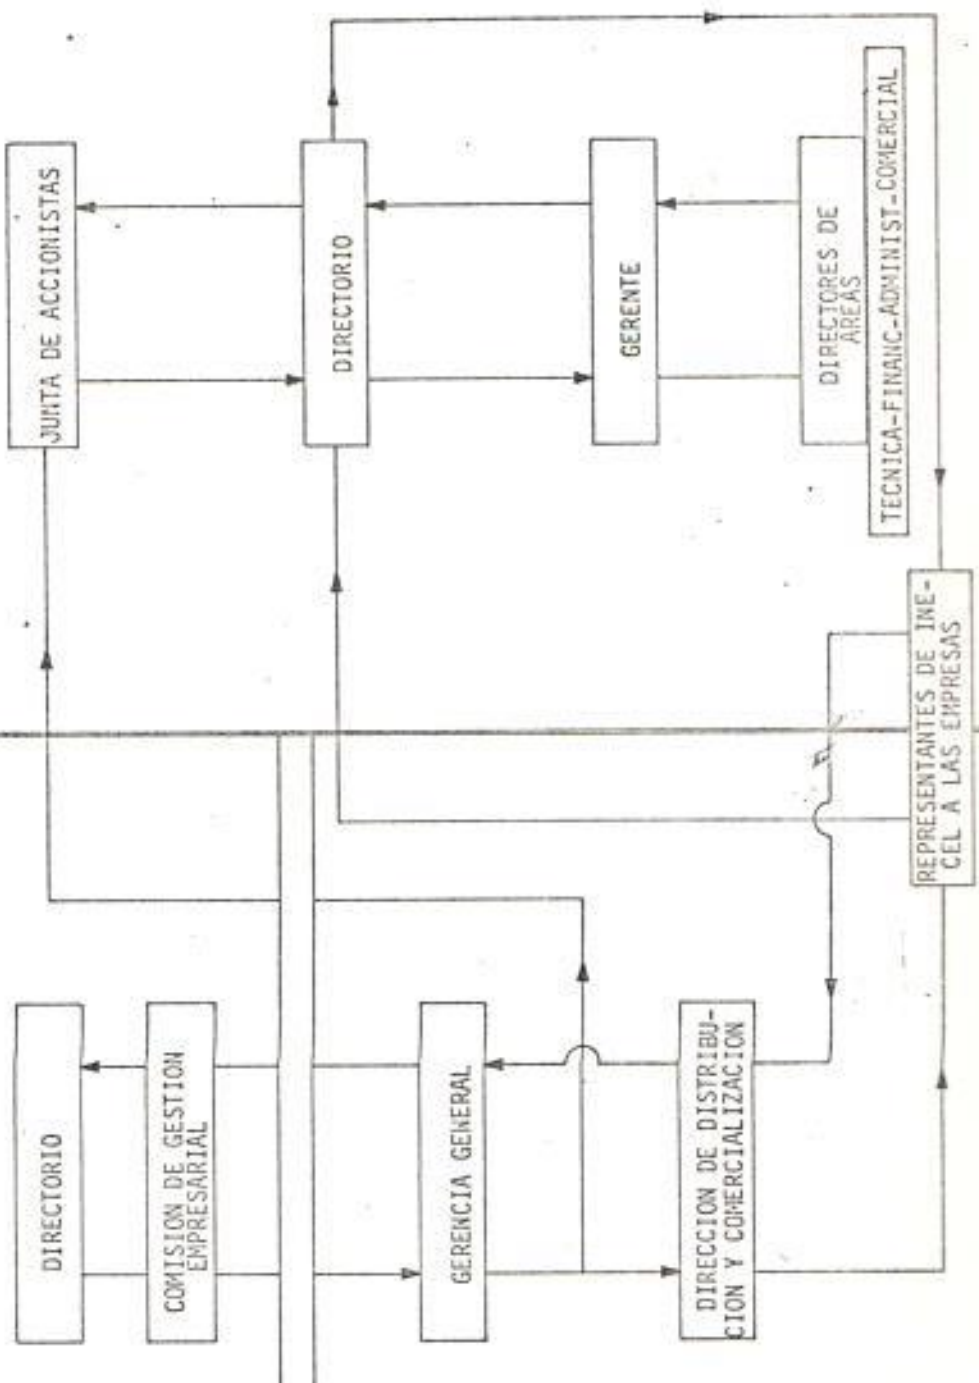 DIRECTORIO
COMISION DE GESTION
EMPRESARIAL
GERENCIA GENERAL
DIRECCION DE DISTRIBU-
CION Y COMERCIALIZACION
REPRESENTANTES DE INE-
CEL A LAS EMPRESAS
JUNTA DE ACCIONISTAS
DIRECTORIO
GERENTE
DIRECTORES DE
AREAS
TECNICA-FINANC-ADMINIST-COMERCIAL